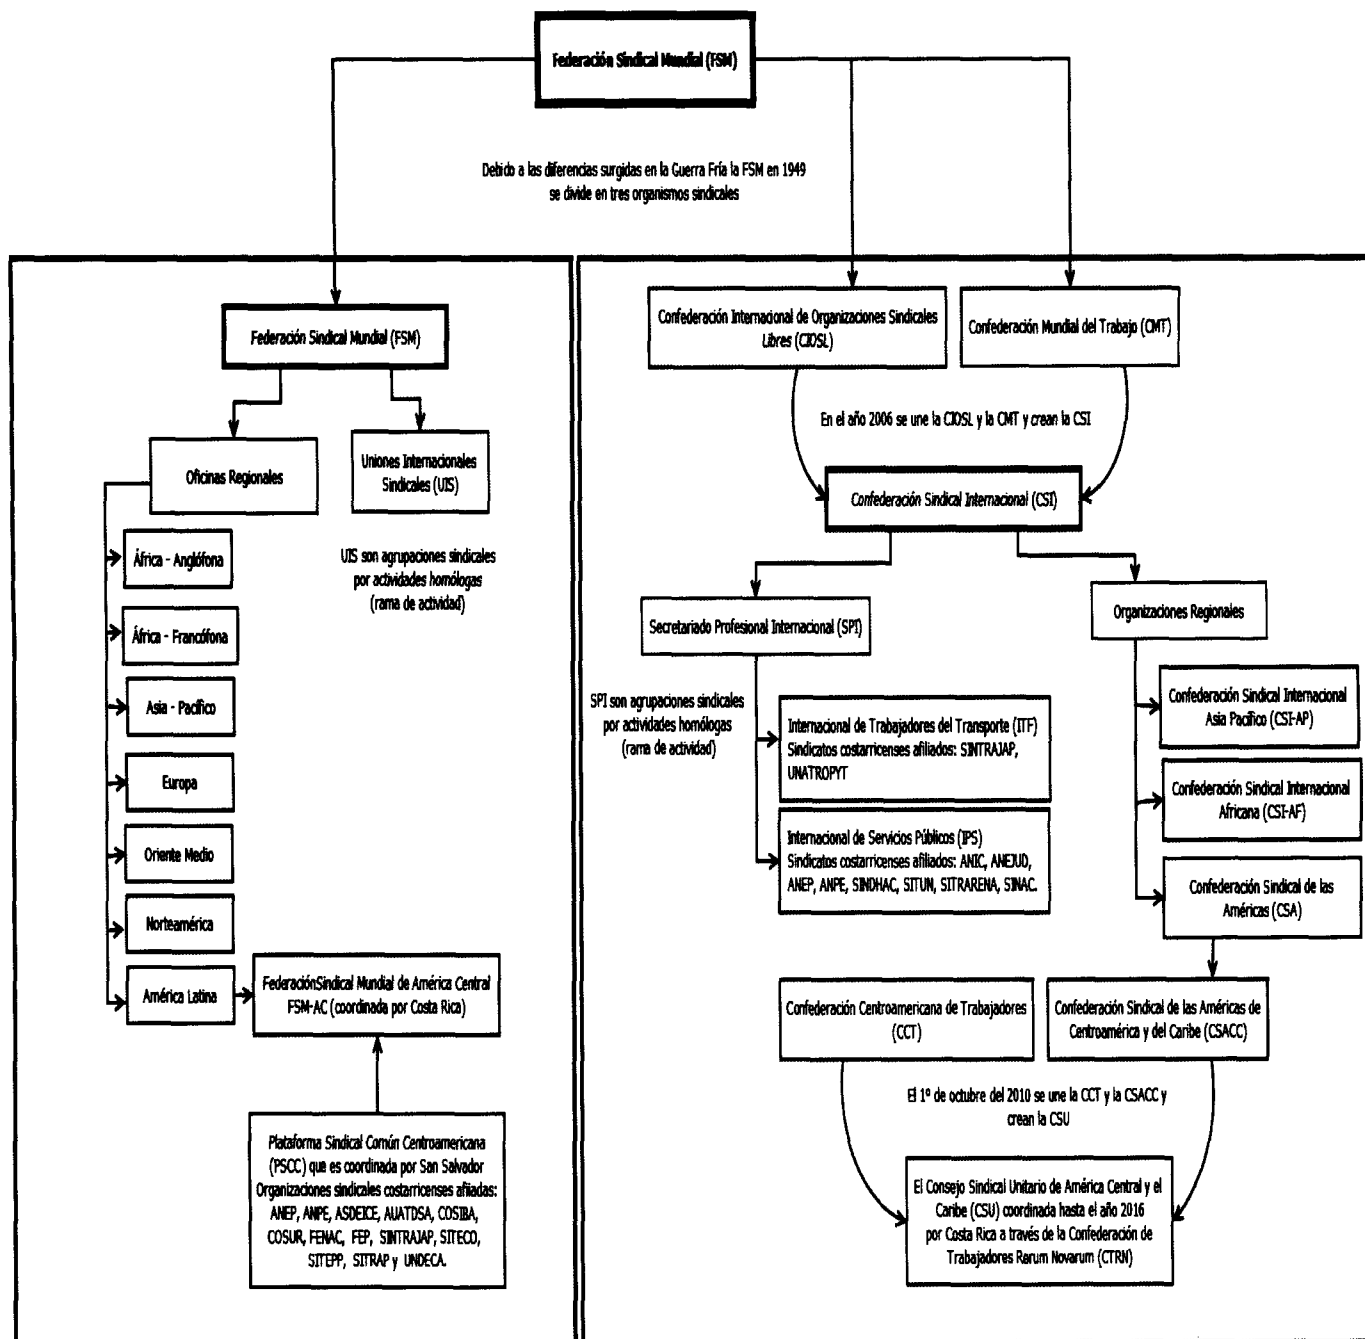 Federación Sindical Mundial (FSM)
Debido a las diferencias surgidas en la Guerra Fría la FSM en 1949
se divide en tres organismos sindicales
Federación Sindical Mundial (FSM)
Oficinas Regionales
Uniones Internacionales
Sindicales (UIS)
UIS son agrupaciones sindicales
por actividades homólogas
(rama de actividad)
África - Anglófona
África - Francófona
Asia - Pacífico
Europa
Oriente Medio
Norteamérica
América Latina
FederaciónSindical Mundial de América Central
FSM-AC (coordinada por Costa Rica)
Plataforma Sindical Común Centroamericana
(PSCC) que es coordinada por San Salvador
Organizaciones sindicales costarricenses afiliadas:
ANEP, ANPE, ASDEICE, AUATDSA, COSIBA,
COSUR, FENAC, FEP, SINTRAJAP, SITECO,
SITEPP, SITRAP y UNDECA.
Confederación Internacional de Organizaciones Sindicales
Libres (CIOSL)
Confederación Mundial del Trabajo (CMT)
En el año 2006 se une la CIOSL y la CMT y crean la CSI
Confederación Sindical Internacional (CSI)
Secretariado Profesional Internacional (SPI)
Organizaciones Regionales
SPI son agrupaciones sindicales
por actividades homólogas
(rama de actividad)
Internacional de Trabajadores del Transporte (ITF)
Sindicatos costarricenses afiliados: SINTRAJAP,
UNATROPYT
Internacional de Servicios Públicos (IPS)
Sindicatos costarricenses afiliados: ANIC, ANEJUD,
ANEP, ANPE, SINDHAC, SITUN, SITRARENA, SINAC.
Confederación Sindical Internacional
Asia Pacífico (CSI-AP)
Confederación Sindical Internacional
Africana (CSI-AF)
Confederación Sindical de las
Américas (CSA)
Confederación Centroamericana de Trabajadores
(CCT)
Confederación Sindical de las Américas de
Centroamérica y del Caribe (CSACC)
El 1º de octubre del 2010 se une la CCT y la CSACC y
crean la CSU
El Consejo Sindical Unitario de América Central y el
Caribe (CSU) coordinada hasta el año 2016
por Costa Rica a través de la Confederación de
Trabajadores Rerum Novarum (CTRN)